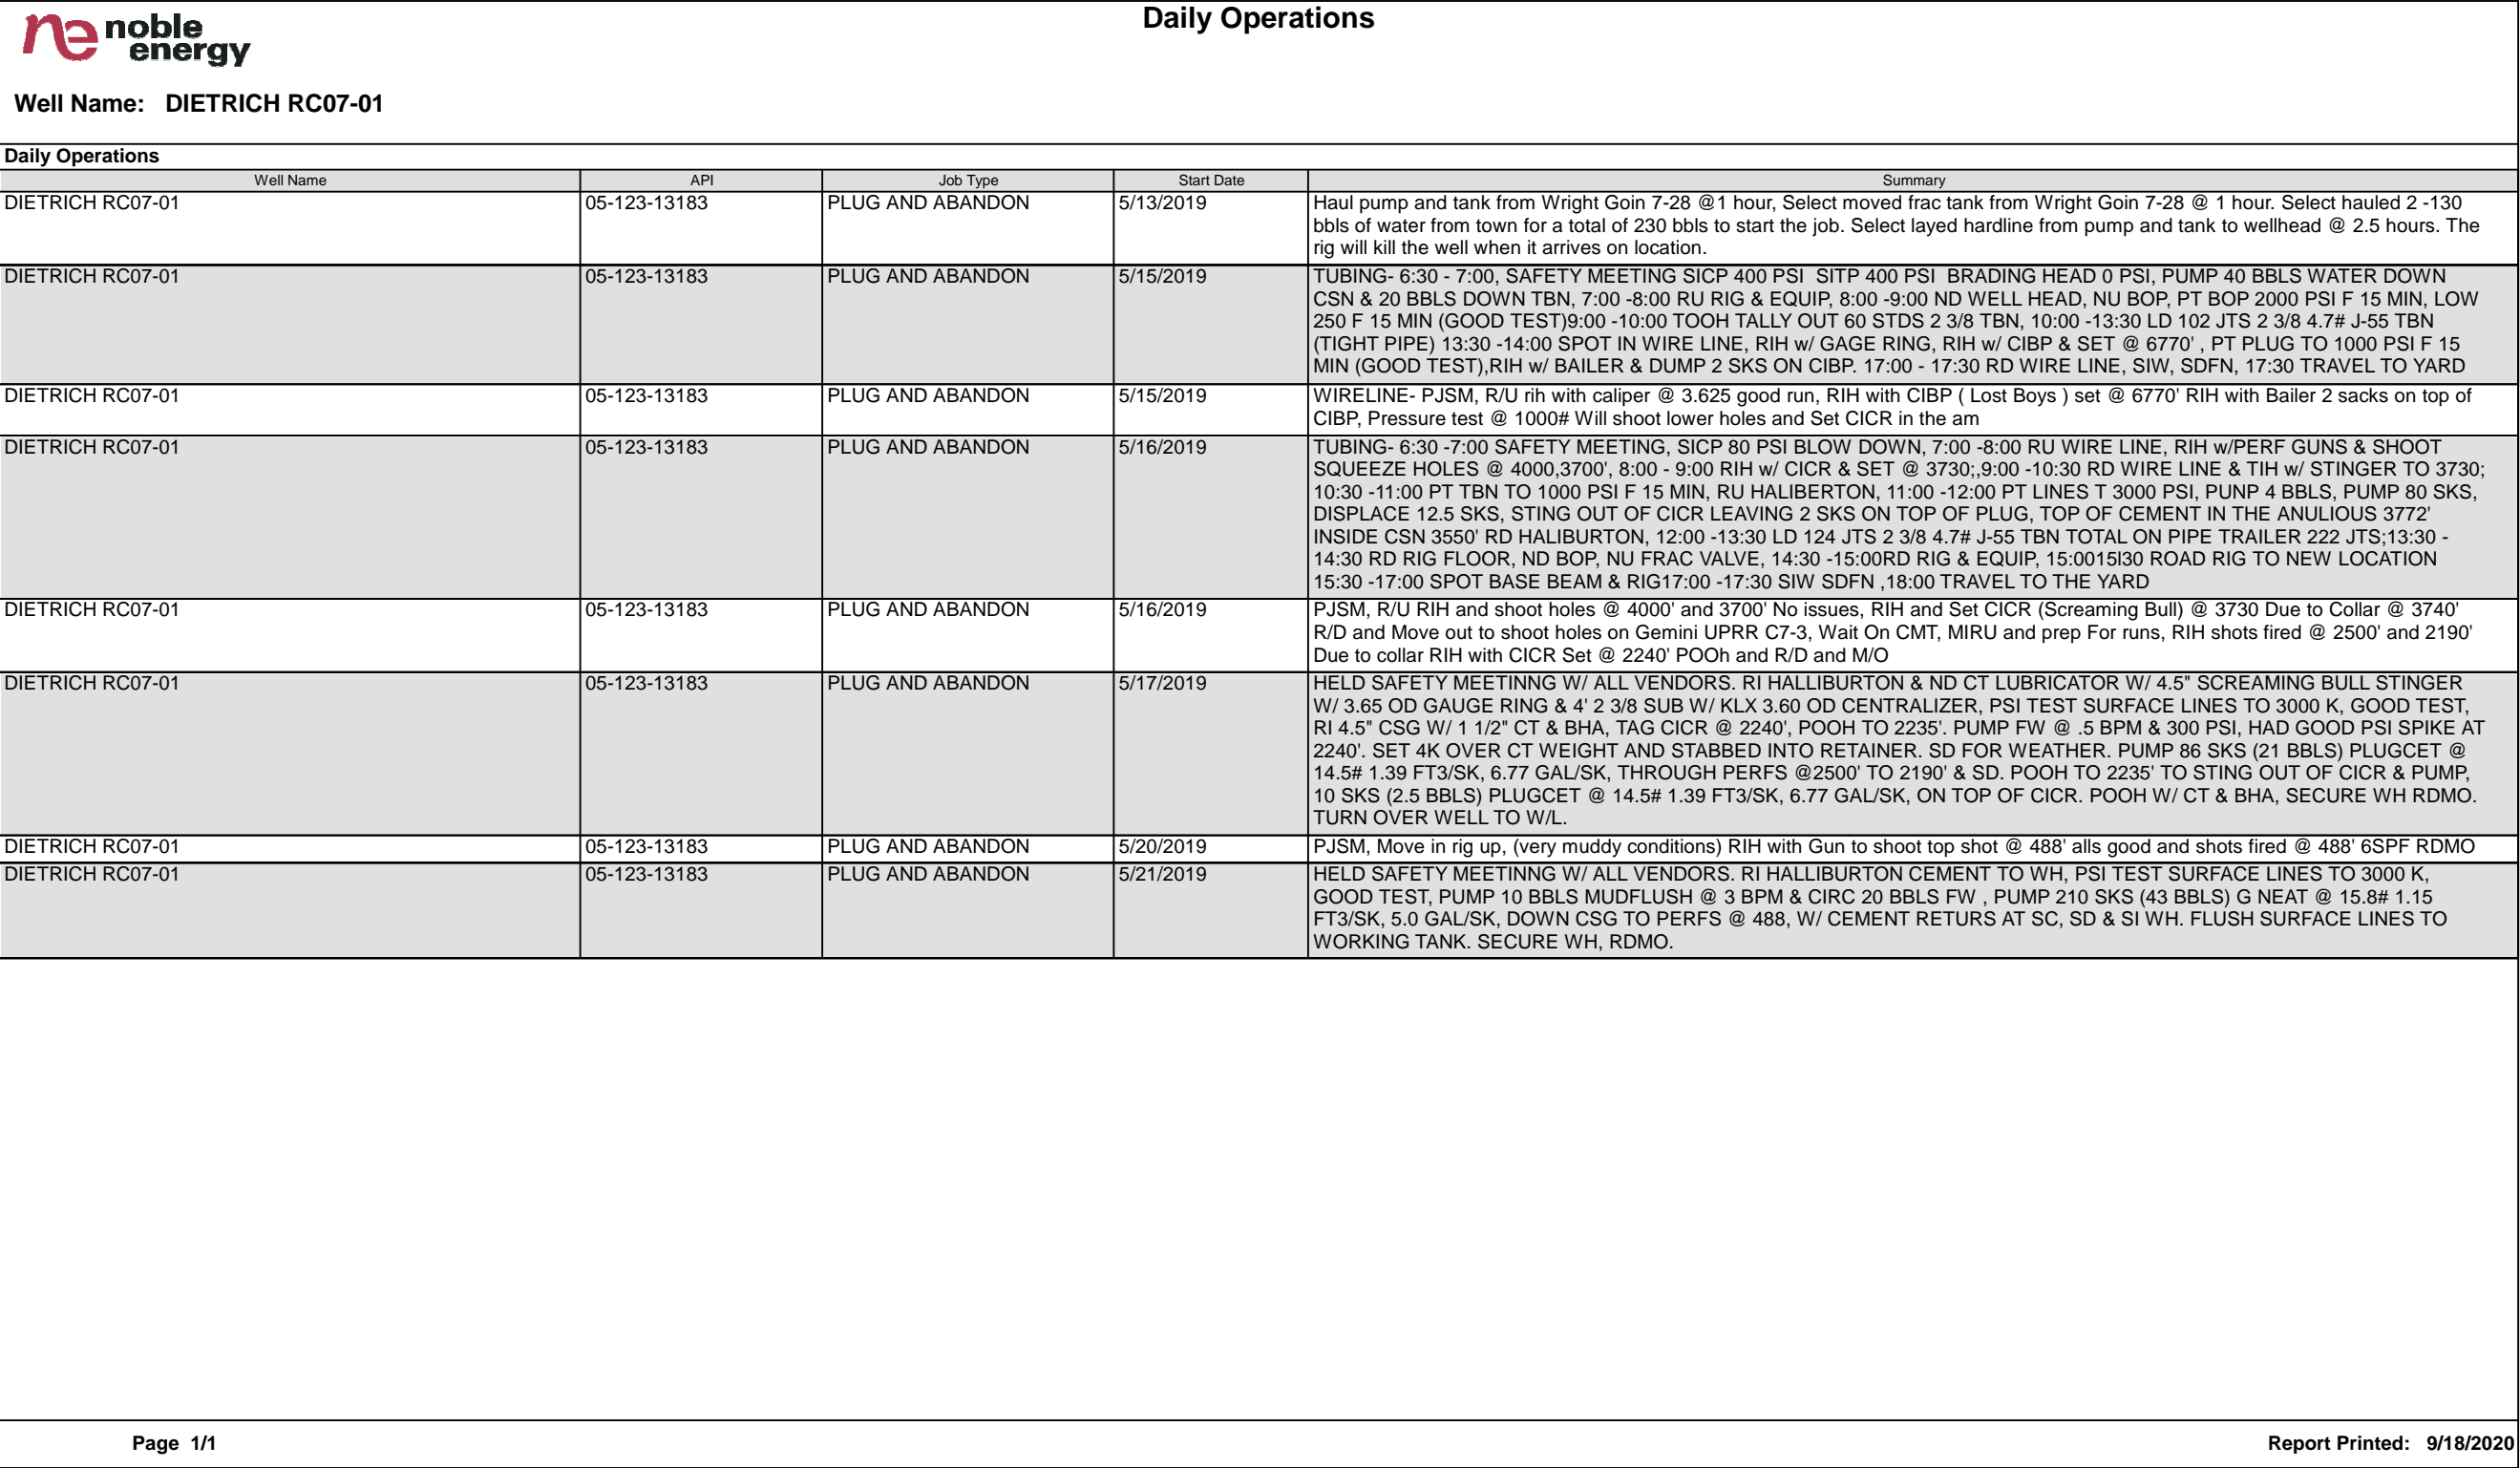 noble
energy
Daily Operations
Well Name: DIETRICH RC07-01
Daily Operations
Well Name API Job Type Start Date Summary
DIETRICH RC07-01 05-123-13183 PLUG AND ABANDON 5/13/2019 Haul pump and tank from Wright Goin 7-28 @1 hour, Select moved frac tank from Wright Goin 7-28 @ 1 hour. Select hauled 2 -130
bbls of water from town for a total of 230 bbls to start the job. Select layed hardline from pump and tank to wellhead @ 2.5 hours. The
rig will kill the well when it arrives on location.
DIETRICH RC07-01 05-123-13183 PLUG AND ABANDON 5/15/2019 TUBING- 6:30 - 7:00, SAFETY MEETING SICP 400 PSI SITP 400 PSI BRADING HEAD 0 PSI, PUMP 40 BBLS WATER DOWN
CSN & 20 BBLS DOWN TBN, 7:00 -8:00 RU RIG & EQUIP, 8:00 -9:00 ND WELL HEAD, NU BOP, PT BOP 2000 PSI F 15 MIN, LOW
250 F 15 MIN (GOOD TEST)9:00 -10:00 TOOH TALLY OUT 60 STDS 2 3/8 TBN, 10:00 -13:30 LD 102 JTS 2 3/8 4.7# J-55 TBN
(TIGHT PIPE) 13:30 -14:00 SPOT IN WIRE LINE, RIH w/ GAGE RING, RIH w/ CIBP & SET @ 6770' , PT PLUG TO 1000 PSI F 15
MIN (GOOD TEST),RIH w/ BAILER & DUMP 2 SKS ON CIBP. 17:00 - 17:30 RD WIRE LINE, SIW, SDFN, 17:30 TRAVEL TO YARD
DIETRICH RC07-01 05-123-13183 PLUG AND ABANDON 5/15/2019 WIRELINE- PJSM, R/U rih with caliper @ 3.625 good run, RIH with CIBP ( Lost Boys ) set @ 6770' RIH with Bailer 2 sacks on top of
CIBP, Pressure test @ 1000# Will shoot lower holes and Set CICR in the am
DIETRICH RC07-01 05-123-13183 PLUG AND ABANDON 5/16/2019 TUBING- 6:30 -7:00 SAFETY MEETING, SICP 80 PSI BLOW DOWN, 7:00 -8:00 RU WIRE LINE, RIH w/PERF GUNS & SHOOT
SQUEEZE HOLES @ 4000,3700', 8:00 - 9:00 RIH w/ CICR & SET @ 3730;,9:00 -10:30 RD WIRE LINE & TIH w/ STINGER TO 3730;
10:30 -11:00 PT TBN TO 1000 PSI F 15 MIN, RU HALIBERTON, 11:00 -12:00 PT LINES T 3000 PSI, PUNP 4 BBLS, PUMP 80 SKS,
DISPLACE 12.5 SKS, STING OUT OF CICR LEAVING 2 SKS ON TOP OF PLUG, TOP OF CEMENT IN THE ANULIOUS 3772'
INSIDE CSN 3550' RD HALIBURTON, 12:00 -13:30 LD 124 JTS 2 3/8 4.7# J-55 TBN TOTAL ON PIPE TRAILER 222 JTS;13:30 -
14:30 RD RIG FLOOR, ND BOP, NU FRAC VALVE, 14:30 -15:00RD RIG & EQUIP, 15:0015l30 ROAD RIG TO NEW LOCATION
15:30 -17:00 SPOT BASE BEAM & RIG17:00 -17:30 SIW SDFN ,18:00 TRAVEL TO THE YARD
DIETRICH RC07-01 05-123-13183 PLUG AND ABANDON 5/16/2019 PJSM, R/U RIH and shoot holes @ 4000' and 3700' No issues, RIH and Set CICR (Screaming Bull) @ 3730 Due to Collar @ 3740'
R/D and Move out to shoot holes on Gemini UPRR C7-3, Wait On CMT, MIRU and prep For runs, RIH shots fired @ 2500' and 2190'
Due to collar RIH with CICR Set @ 2240' POOh and R/D and M/O
DIETRICH RC07-01 05-123-13183 PLUG AND ABANDON 5/17/2019 HELD SAFETY MEETINNG W/ ALL VENDORS. RI HALLIBURTON & ND CT LUBRICATOR W/ 4.5" SCREAMING BULL STINGER
W/ 3.65 OD GAUGE RING & 4' 2 3/8 SUB W/ KLX 3.60 OD CENTRALIZER, PSI TEST SURFACE LINES TO 3000 K, GOOD TEST,
RI 4.5" CSG W/ 1 1/2" CT & BHA, TAG CICR @ 2240', POOH TO 2235'. PUMP FW @ .5 BPM & 300 PSI, HAD GOOD PSI SPIKE AT
2240'. SET 4K OVER CT WEIGHT AND STABBED INTO RETAINER. SD FOR WEATHER. PUMP 86 SKS (21 BBLS) PLUGCET @
14.5# 1.39 FT3/SK, 6.77 GAL/SK, THROUGH PERFS @2500' TO 2190' & SD. POOH TO 2235' TO STING OUT OF CICR & PUMP,
10 SKS (2.5 BBLS) PLUGCET @ 14.5# 1.39 FT3/SK, 6.77 GAL/SK, ON TOP OF CICR. POOH W/ CT & BHA, SECURE WH RDMO.
TURN OVER WELL TO W/L.
DIETRICH RC07-01 05-123-13183 PLUG AND ABANDON 5/20/2019 PJSM, Move in rig up, (very muddy conditions) RIH with Gun to shoot top shot @ 488' alls good and shots fired @ 488' 6SPF RDMO
DIETRICH RC07-01 05-123-13183 PLUG AND ABANDON 5/21/2019 HELD SAFETY MEETINNG W/ ALL VENDORS. RI HALLIBURTON CEMENT TO WH, PSI TEST SURFACE LINES TO 3000 K,
GOOD TEST, PUMP 10 BBLS MUDFLUSH @ 3 BPM & CIRC 20 BBLS FW , PUMP 210 SKS (43 BBLS) G NEAT @ 15.8# 1.15
FT3/SK, 5.0 GAL/SK, DOWN CSG TO PERFS @ 488, W/ CEMENT RETURS AT SC, SD & SI WH. FLUSH SURFACE LINES TO
WORKING TANK. SECURE WH, RDMO.
Page 1/1
Report Printed: 9/18/2020